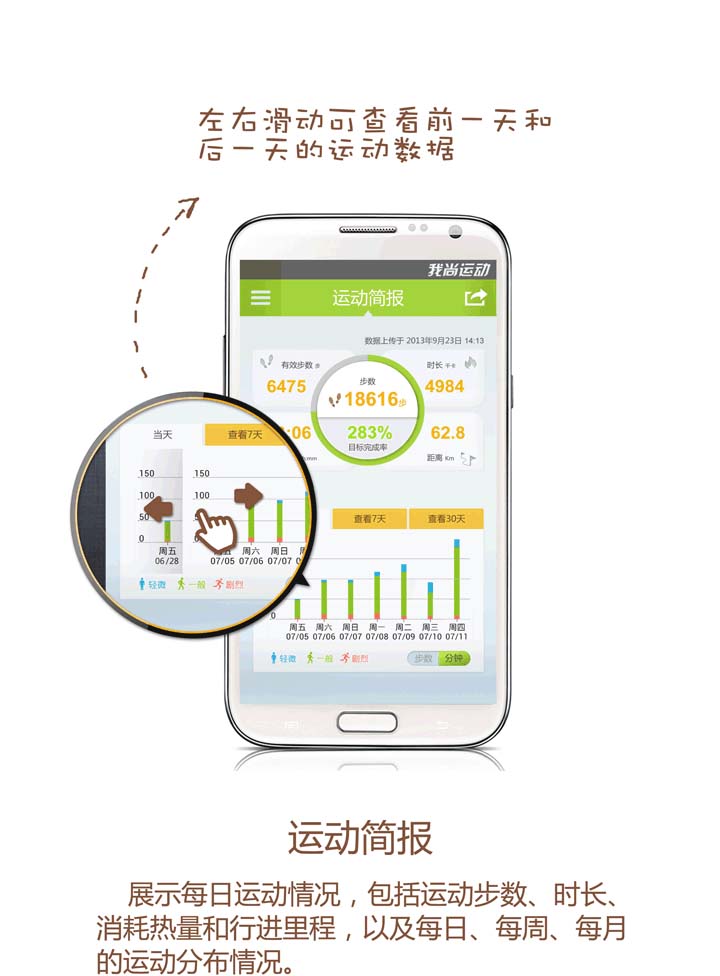 左右滑动可查看前一天和
后一天的运动数据
我尚运动
运动简报
数据上传于 2013年9月23日 14:13
有效步数 步
6475
步数
18616步
283%
目标完成率
时长 千卡
4984
:06
62.8
距离 Km
当天
查看7天
150
100
50
0
150
100
周五
06/28
周五
07/05
周六
07/06
周日
07/07
轻微
一般
剧烈
查看7天
查看30天
0
周五 周六 周日 周一 周二 周三 周四
07/05 07/06 07/07 07/08 07/09 07/10 07/11
轻微 一般 剧烈
步数 分钟
运动简报
展示每日运动情况，包括运动步数、时长、
消耗热量和行进里程，以及每日、每周、每月
的运动分布情况。